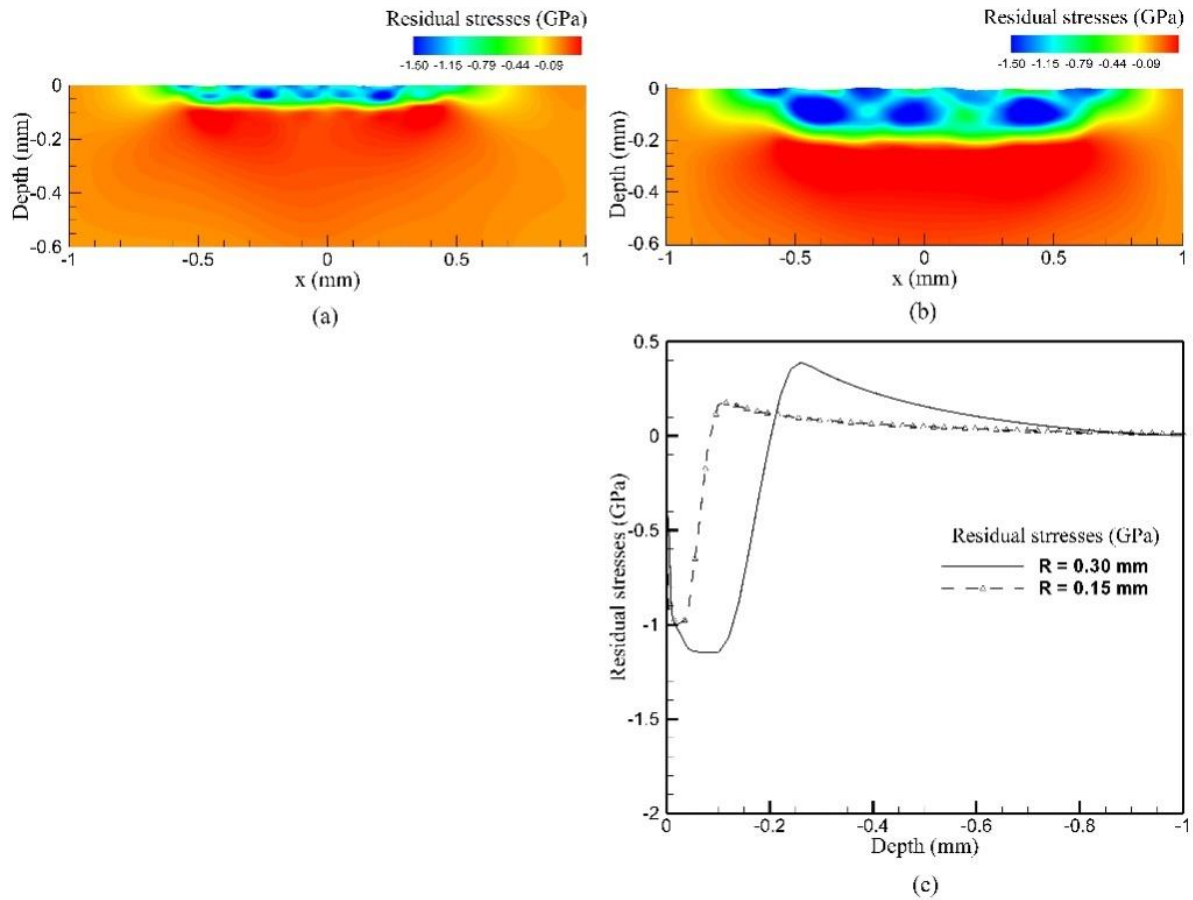 Residual stresses (GPa)
-1.50 -1.15 -0.79 -0.44 -0.09
0
-0.2
-0.4
-0.6
Depth (mm)
-1 -0.5 0 0.5 1
x (mm)
(a)
Residual stresses (GPa)
-1.50 -1.15 -0.79 -0.44 -0.09
0
-0.2
-0.4
-0.6
Depth (mm)
-1 -0.5 0 0.5 1
x (mm)
(b)
0.5
0
-0.5
-1
-1.5
-2
Residual stresses (GPa)
Residual strresses (GPa)
R = 0.30 mm
R = 0.15 mm
0 -0.2 -0.4 -0.6 -0.8 -1
Depth (mm)
(c)